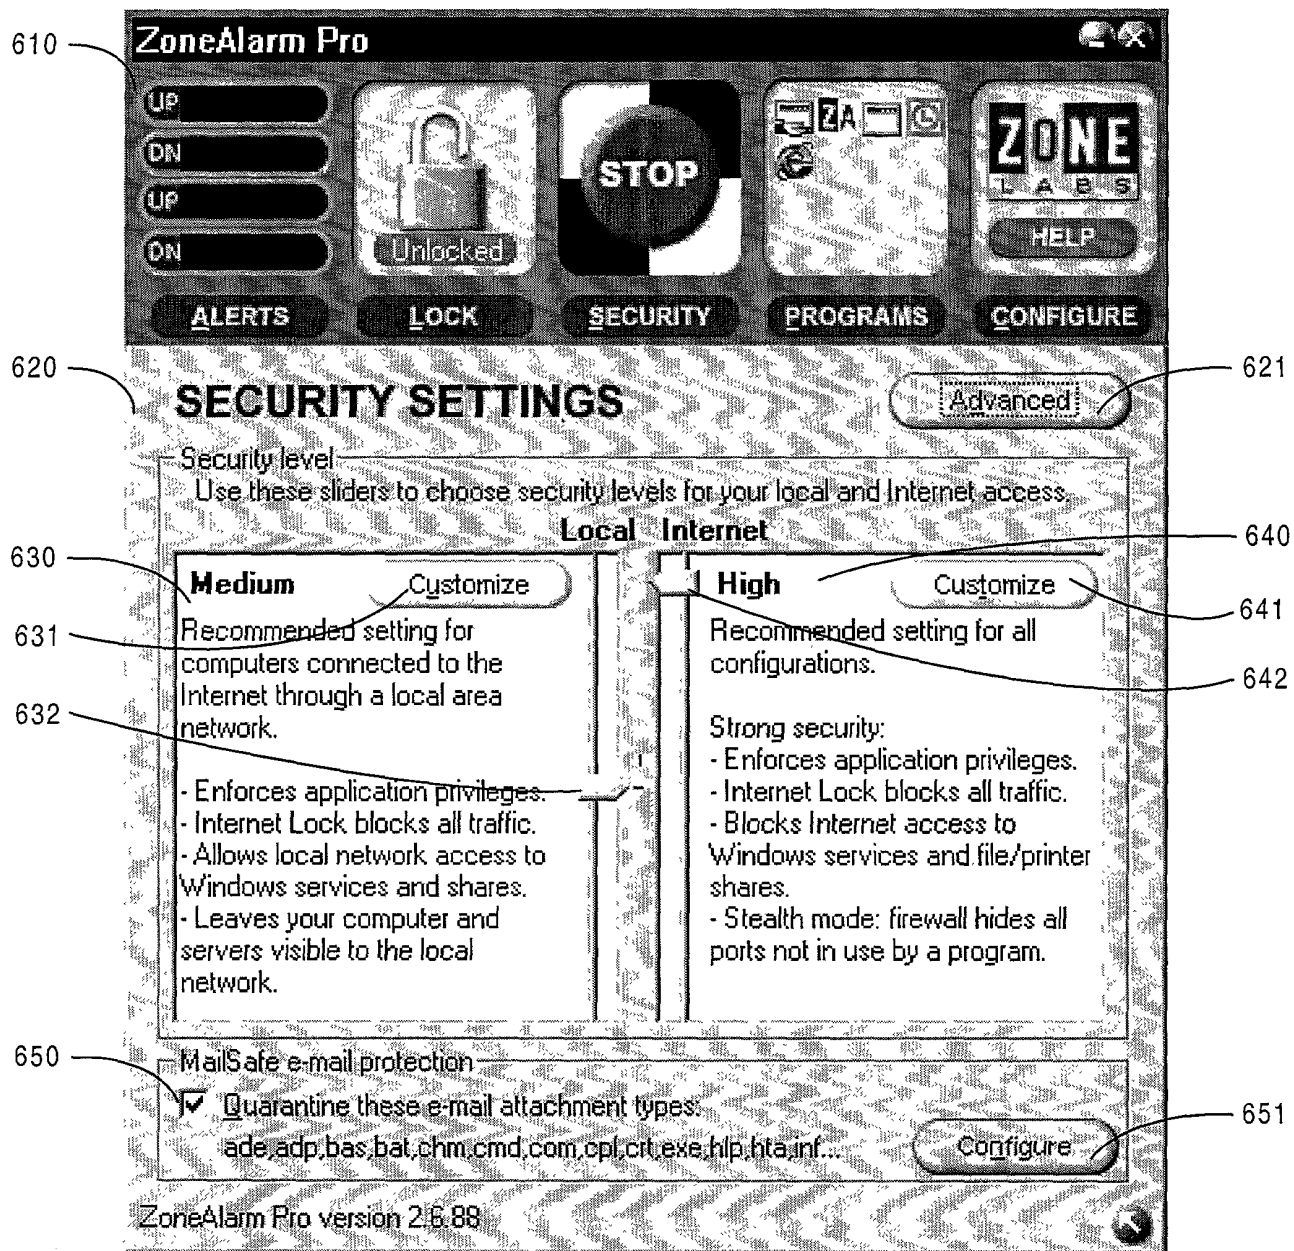 610
ZoneAlarm Pro
UP
DN
UP
DN
Unlocked
STOP
ZA
ZONE
LABS
HELP
ALERTS
LOCK
SECURITY
PROGRAMS
CONFIGURE
620
621
SECURITY SETTINGS
Advanced
Security level
Use these sliders to choose security levels for your local and Internet access.
Local
Internet
630
640
Medium
Customize
631
Recommended setting for
computers connected to the
Internet through a local area
network.
632
- Enforces application privileges.
- Internet Lock blocks all traffic.
- Allows local network access to
Windows services and shares.
- Leaves your computer and
servers visible to the local
network.
High
Customize
641
642
Recommended setting for all
configurations.
Strong security:
- Enforces application privileges.
- Internet Lock blocks all traffic.
- Blocks Internet access to
Windows services and file/printer
shares.
- Stealth mode: firewall hides all
ports not in use by a program.
650
MailSafe e-mail protection
Quarantine these e-mail attachment types:
ade,adp,bas,bat,chm,cmd,com,cpl,crt,exe,hlp,hta,inf...
Configure
651
ZoneAlarm Pro version 2.6.88